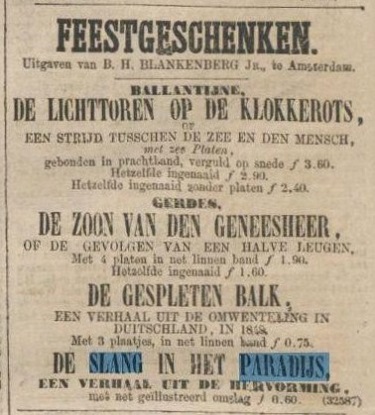 FEESTGESCHENKEN.
Uitgaven van B. H. BLANKENBERG JR., te Amsterdam.
BALLANTIJNE,
DE LICHTTOREN OP DE KLOKKEROTS,
OF
EEN STRIJD TUSSCHEN DE ZEE EN DEN MENSCH,
met zes Platen,
gebonden in prachtband, verguld op snede f 3.60.
Hetzelfde ingenaaid f 2.90.
Hetzelfde ingenaaid zonder platen f 2.40.
GERDES,
DE ZOON VAN DEN GENEESHEER,
OF DE GEVOLGEN VAN EEN HALVE LEUGEN,
Met 4 platen in net linnen band f 1.90.
Hetzelfde ingenaaid f 1.60.
DE GESPLETEN BALK,
EEN VERHAAL UIT DE OMWENTELING IN
DUITSCHLAND, IN 1848.
Met 3 plaatjes, in net linnen band f 0.75.
DE SLANG IN HET PARADIJS,
EEN VERHAAL UIT DE HERVORMING,
met net geïllustreerd omslag f 0.60. (32587)